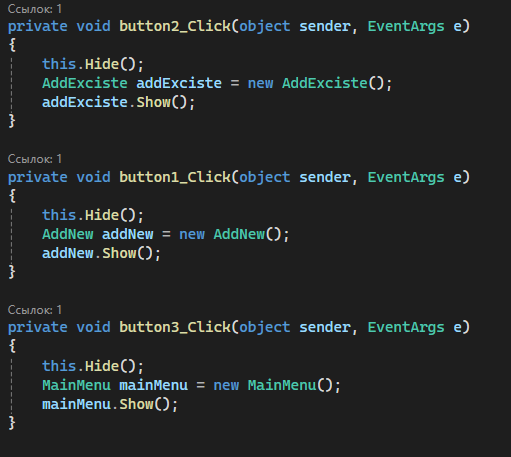 Ссылок: 1
private void button2_Click(object sender, EventArgs e)
{
this.Hide();
AddExciste addExciste = new AddExciste();
addExciste.Show();
}
Ссылок: 1
private void button1_Click(object sender, EventArgs e)
{
this.Hide();
AddNew addNew = new AddNew();
addNew.Show();
}
Ссылок: 1
private void button3_Click(object sender, EventArgs e)
{
this.Hide();
MainMenu mainMenu = new MainMenu();
mainMenu.Show();
}